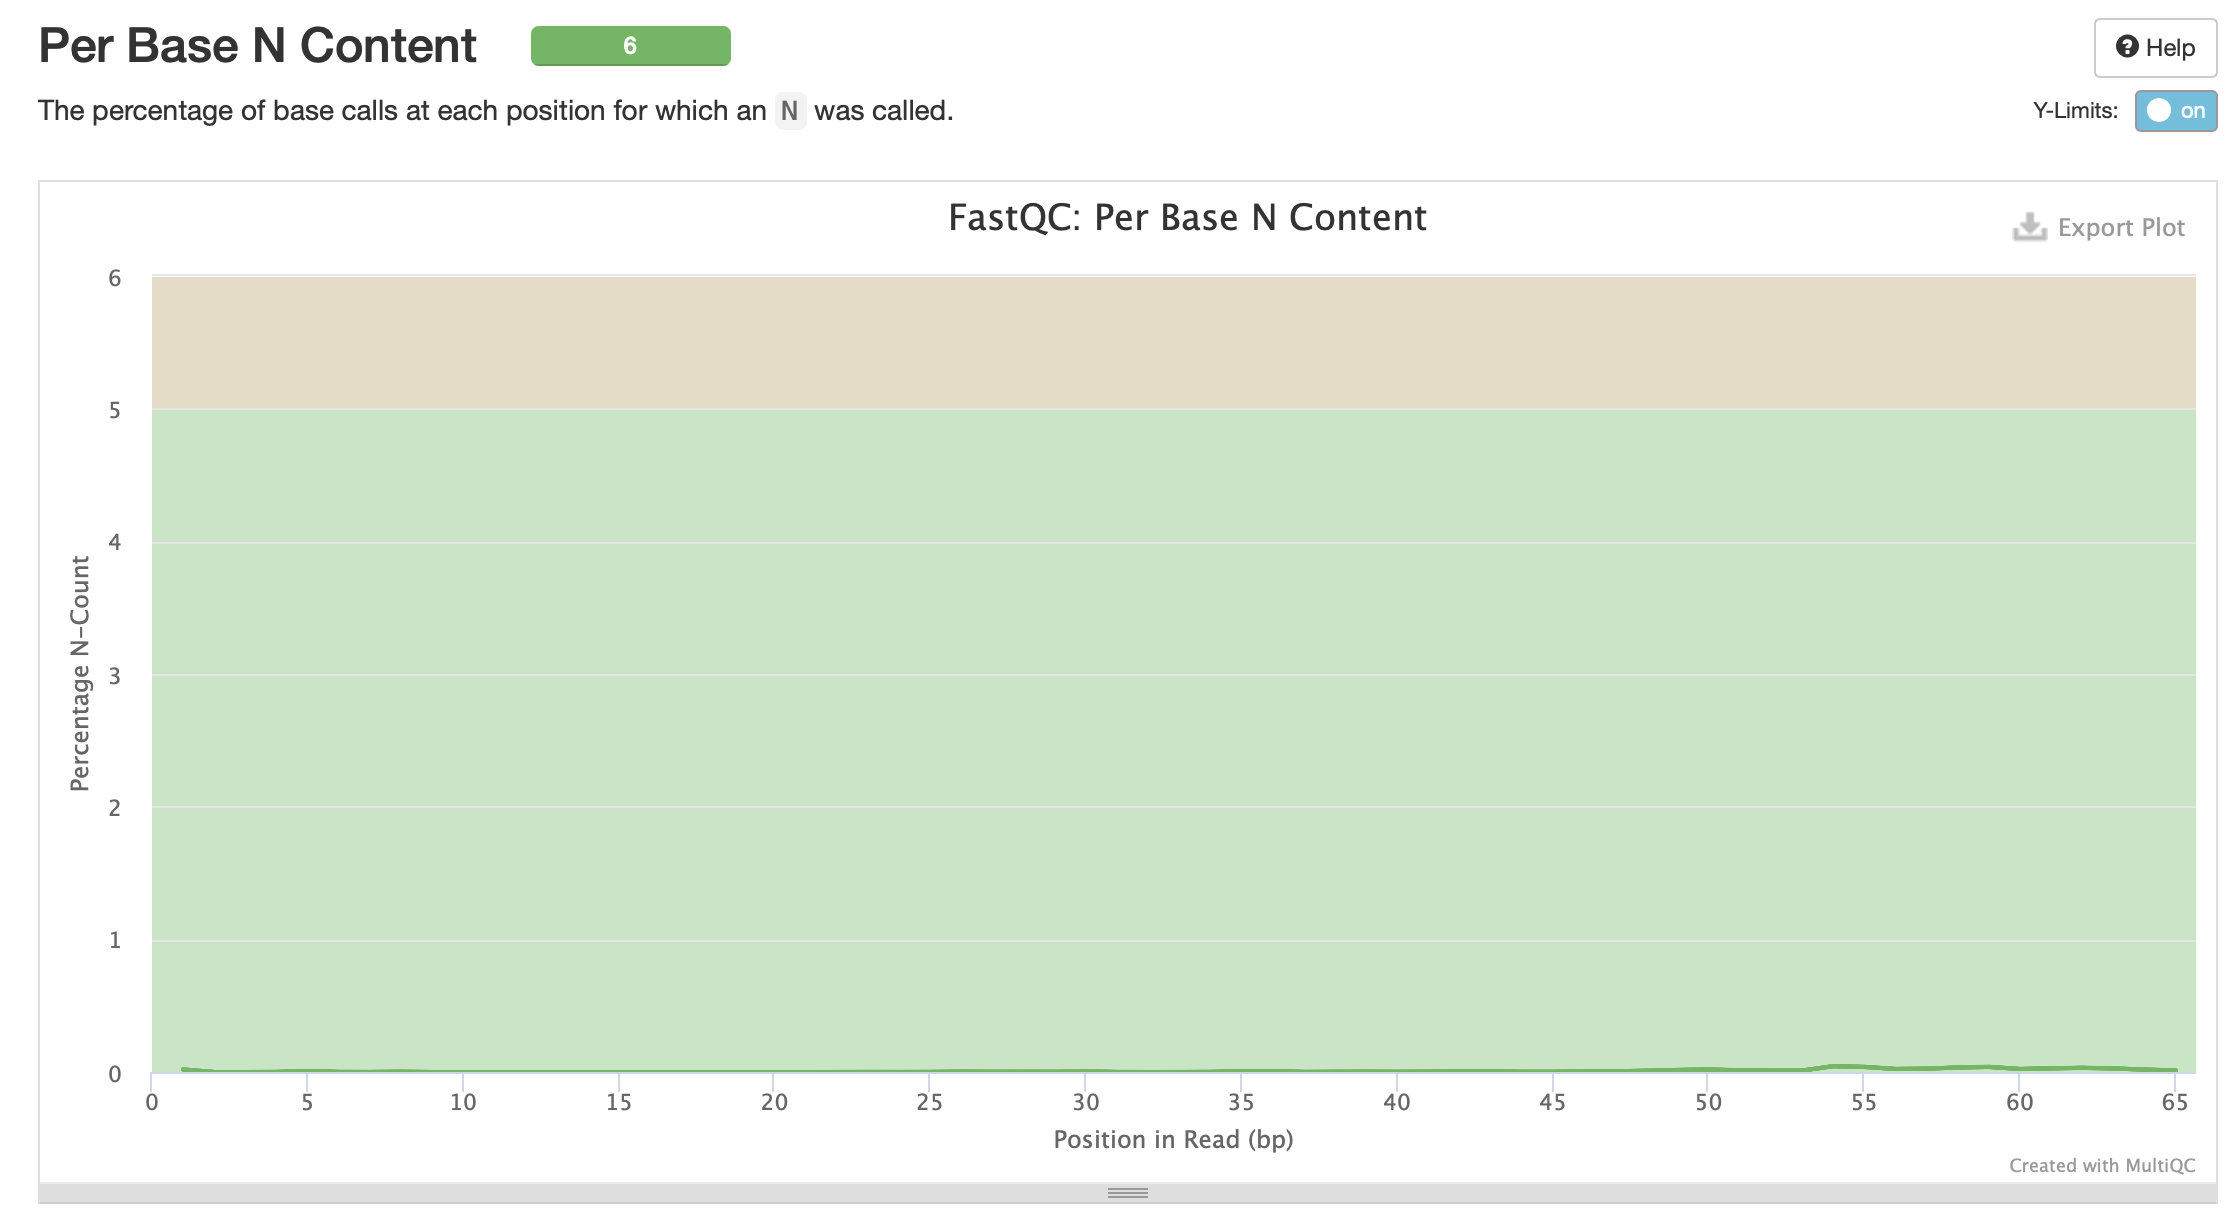 Per Base N Content
6
Help
The percentage of base calls at each position for which an N was called.
Y-Limits: on
FastQC: Per Base N Content
Export Plot
6
5
4
3
2
1
0
Percentage N-Count
0 5 10 15 20 25 30 35 40 45 50 55 60 65
Position in Read (bp)
Created with MultiQC